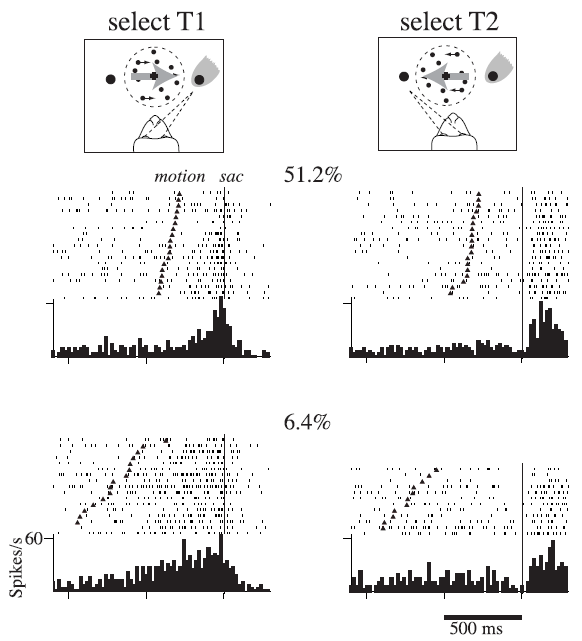 select T1
select T2
motion sac
51.2%
6.4%
60
Spikes/s
500 ms